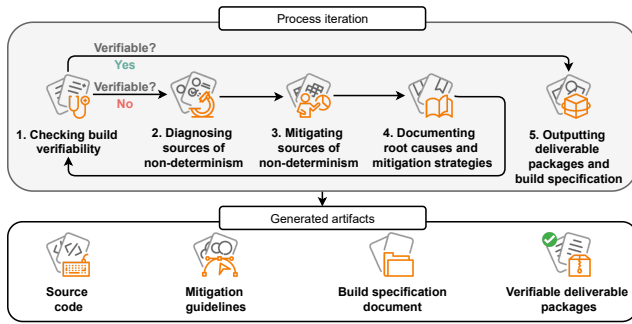 Process iteration
Verifiable?
Yes
Verifiable?
No
1. Checking build
verifiability
2. Diagnosing
sources of
non-determinism
3. Mitigating
sources of
non-determinism
4. Documenting
root causes and
mitigation strategies
5. Outputting
deliverable
packages and
build specification
Generated artifacts
Source
code
Mitigation
guidelines
Build specification
document
Verifiable deliverable
packages